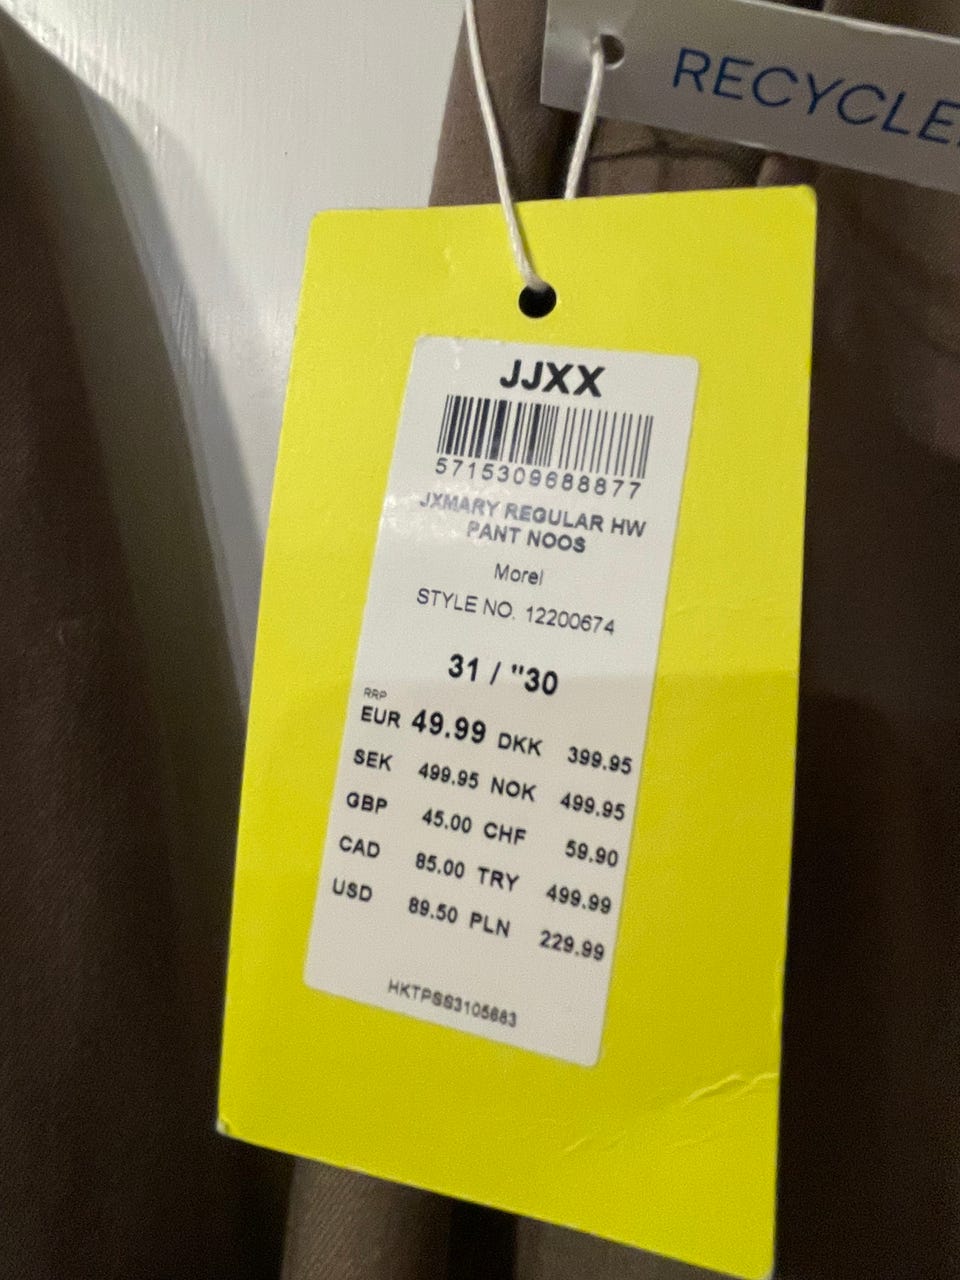 RECYCLE
JJXX
5715309688877
JXMARY REGULAR HW
PANT NOOS
Morel
STYLE NO. 12200674
31 / "30
RRP
EUR 49.99 DKK 399.95
SEK 499.95 NOK 499.95
GBP 45.00 CHF 59.90
CAD 85.00 TRY 499.99
USD 89.50 PLN 229.99
HKTPSS3105683